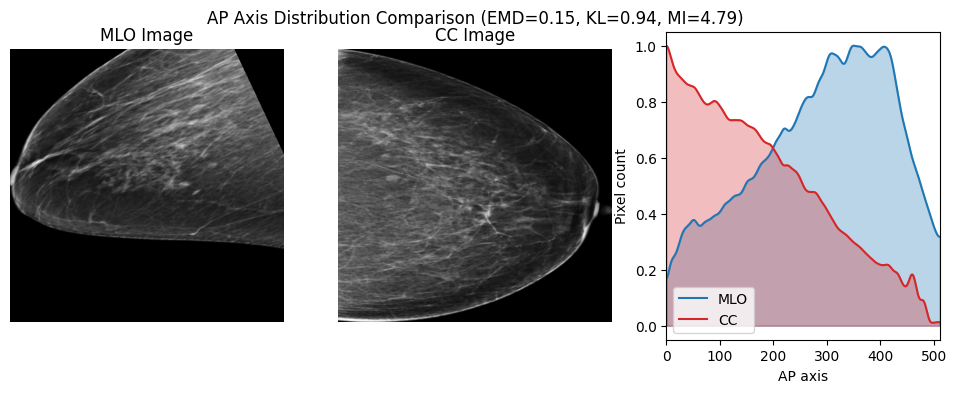 AP Axis Distribution Comparison (EMD=0.15, KL=0.94, MI=4.79)
MLO Image
CC Image
1.0
0.8
0.6
0.4
0.2
0.0
Pixel count
MLO
CC
0 100 200 300 400 500
AP axis